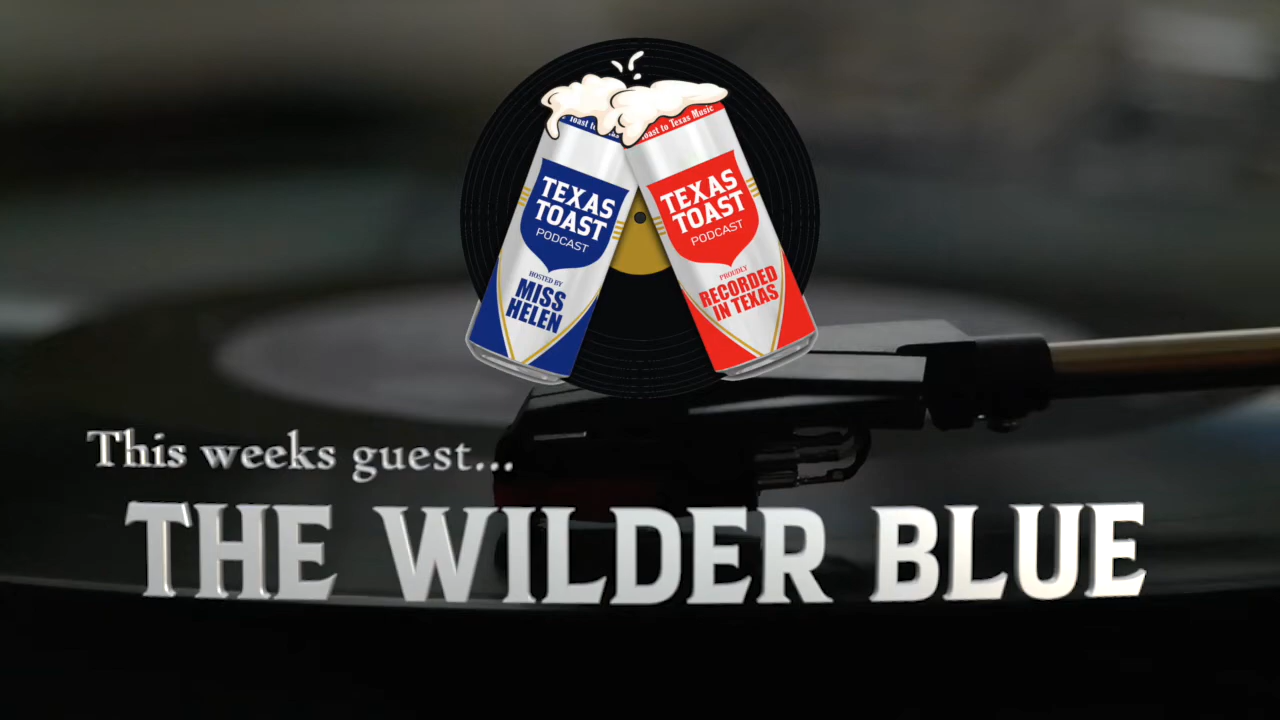 Toast to Texas Music
TEXAS
TOAST
PODCAST
HOSTED BY
MISS
HELEN
TEXAS
TOAST
PODCAST
PROUDLY
RECORDED
IN TEXAS
This weeks guest...
THE WILDER BLUE